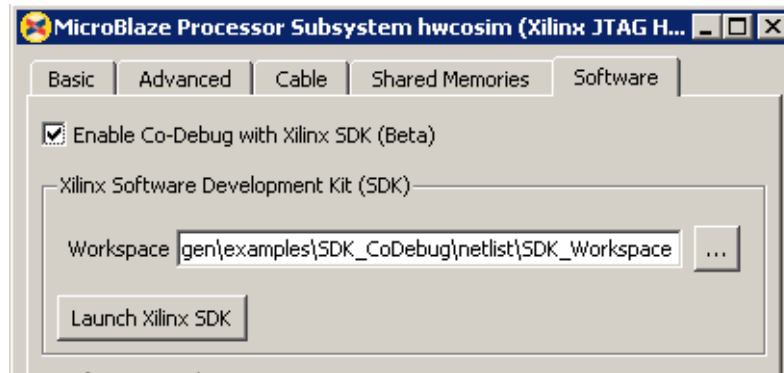 MicroBlaze Processor Subsystem hwcosim (Xilinx JTAG H...
Basic Advanced Cable Shared Memories Software
Enable Co-Debug with Xilinx SDK (Beta)
Xilinx Software Development Kit (SDK)
Workspace gen\examples\SDK_CoDebug\netlist\SDK_Workspace ...
Launch Xilinx SDK